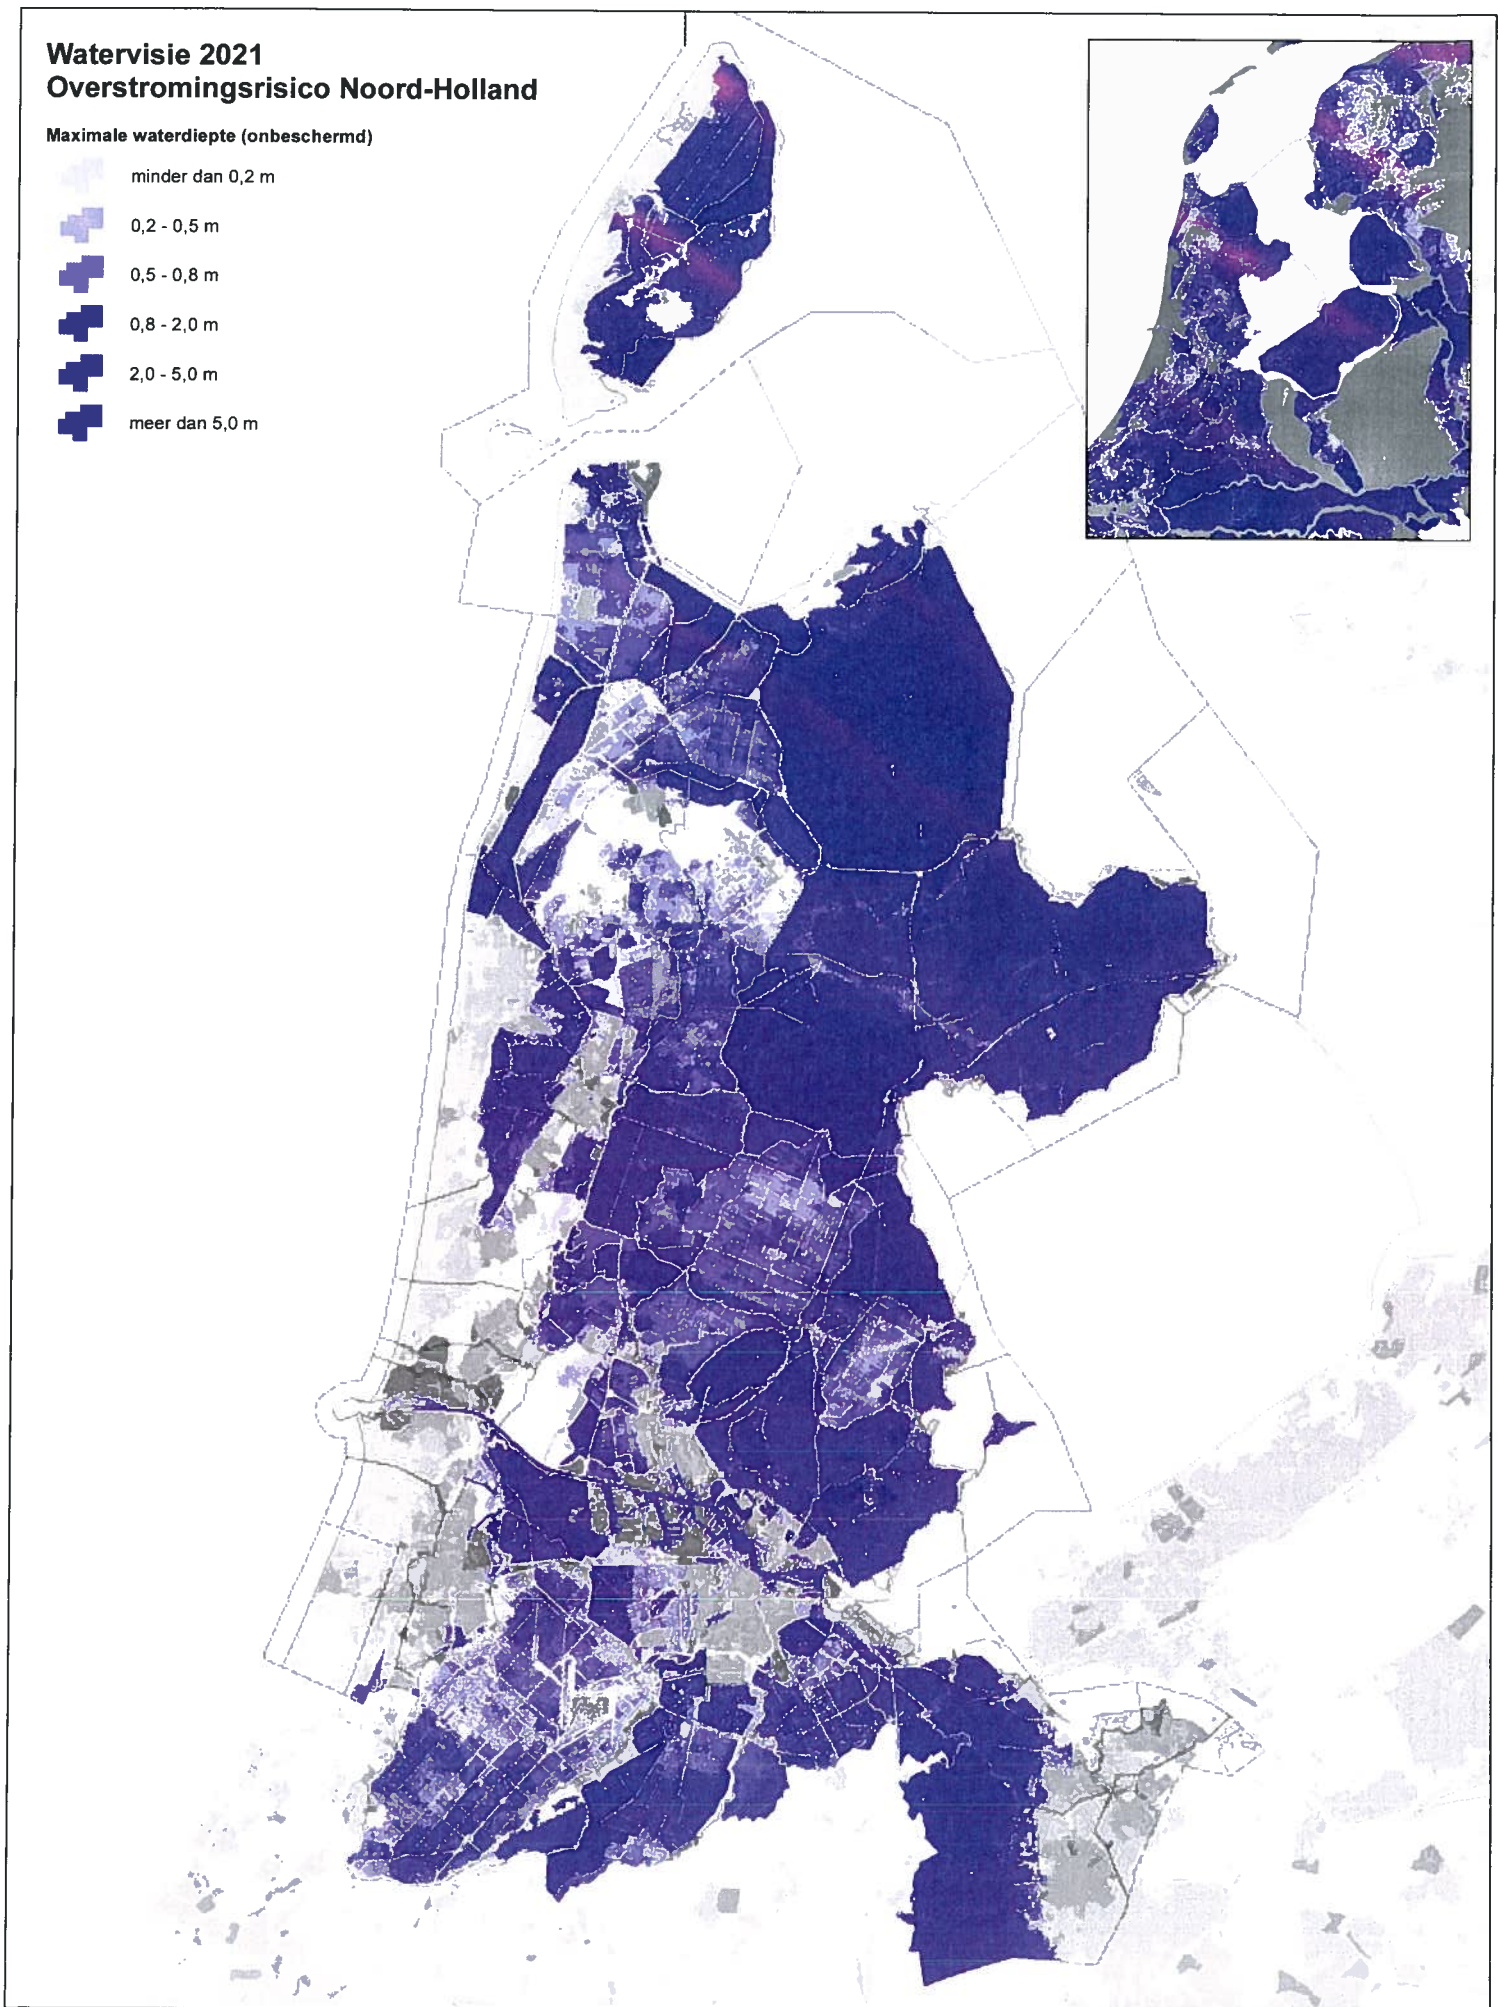 Watervisie 2021
Overstromingsrisico Noord-Holland
Maximale waterdiepte (onbeschermd)
minder dan 0,2 m
0,2 - 0,5 m
0,5 - 0,8 m
0,8 - 2,0 m
2,0 - 5,0 m
meer dan 5,0 m